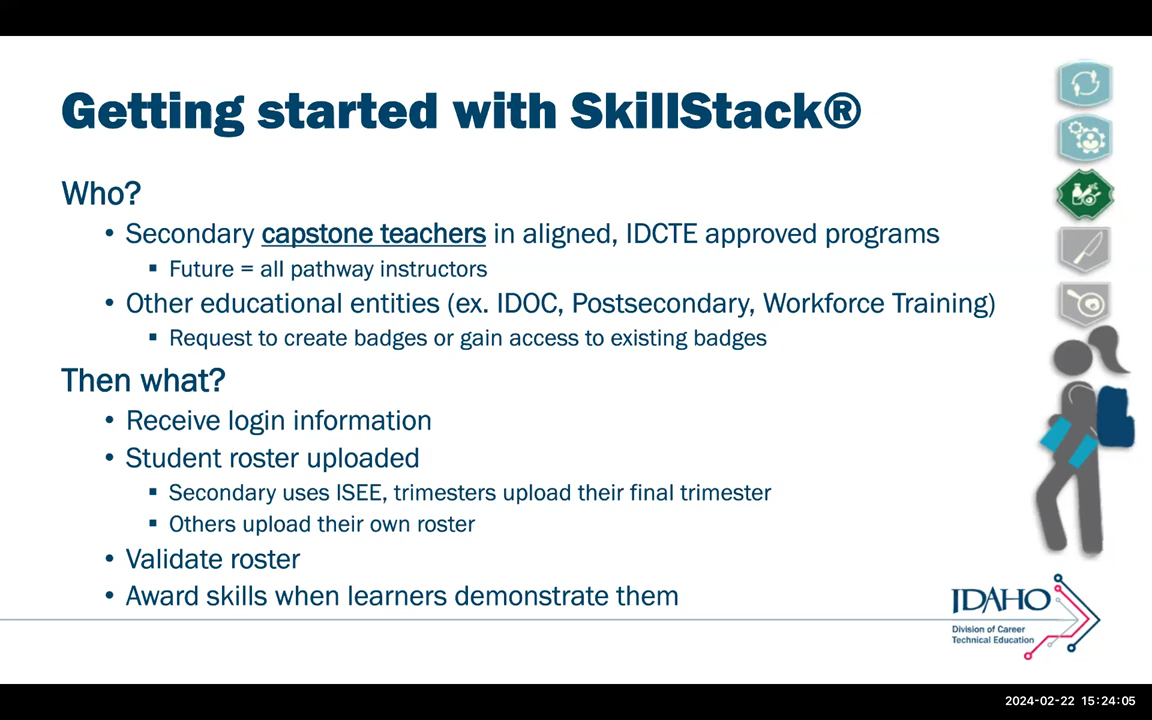 Getting started with SkillStack®
Who?
• Secondary capstone teachers in aligned, IDCTE approved programs
▪ Future = all pathway instructors
• Other educational entities (ex. IDOC, Postsecondary, Workforce Training)
▪ Request to create badges or gain access to existing badges
Then what?
• Receive login information
• Student roster uploaded
▪ Secondary uses ISEE, trimesters upload their final trimester
▪ Others upload their own roster
• Validate roster
• Award skills when learners demonstrate them
IDAHO
Division of Career
Technical Education
2024-02-22 15:24:05